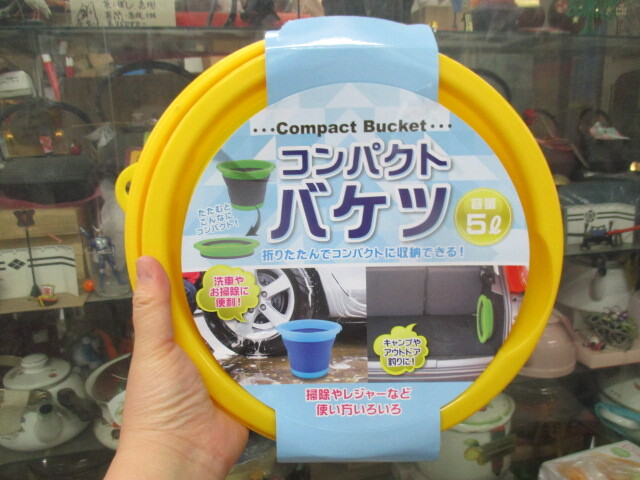 ...Compact Bucket...
コンパクト
バケツ
容量
5ℓ
たたむと
こんなに
コンパクト!
折りたたんでコンパクトに収納できる!
洗車や
お掃除に
便利!
キャンプや
アウトドア
釣りに!
掃除やレジャーなど
使い方いろいろ